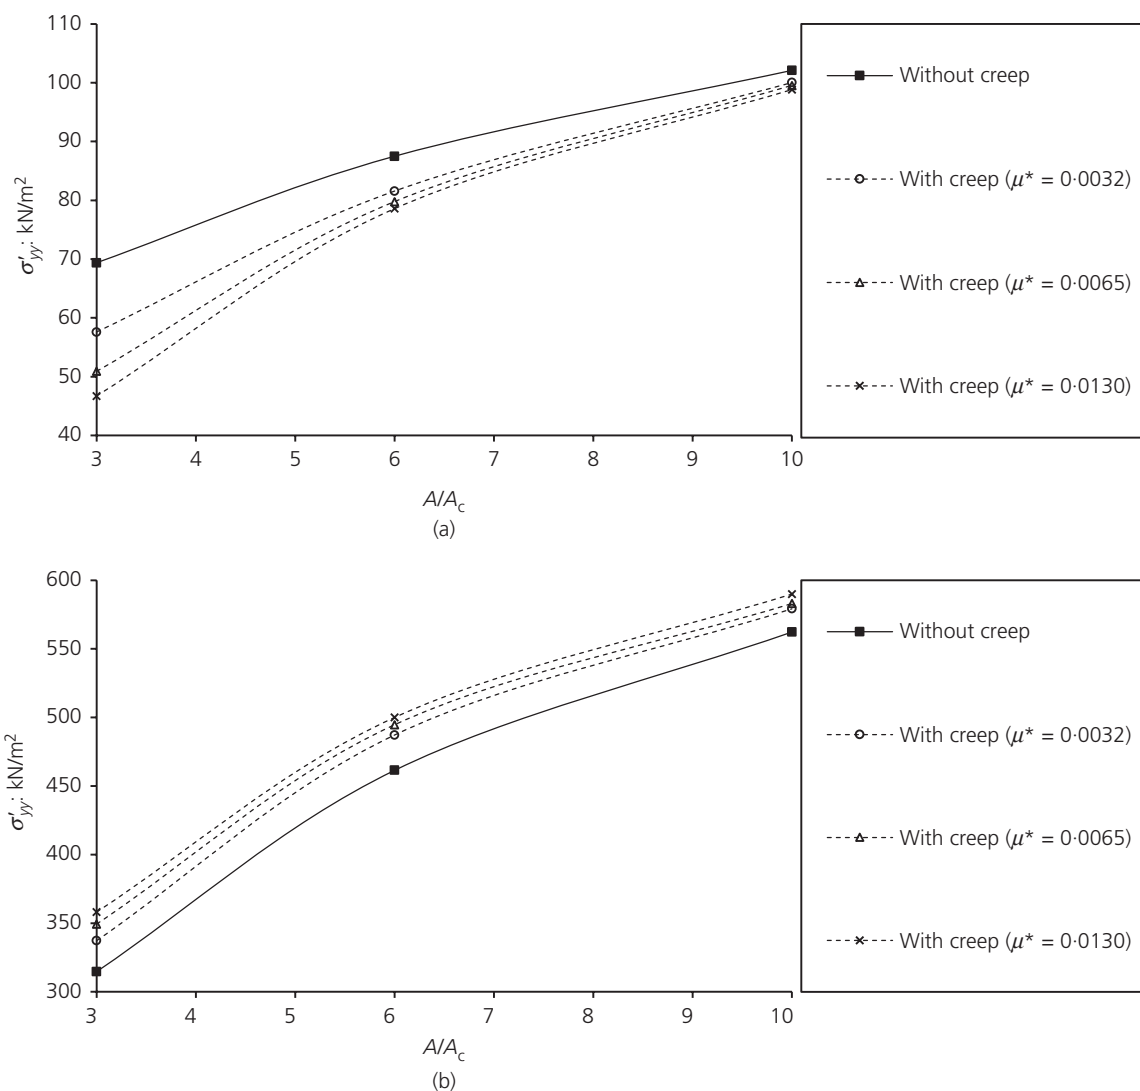 110
100
90
80
70
60
50
40
σ′yy: kN/m²
3 4 5 6 7 8 9 10
A/Ac
(a)
Without creep
With creep (μ* = 0·0032)
With creep (μ* = 0·0065)
With creep (μ* = 0·0130)
600
550
500
450
400
350
300
σ′yy: kN/m²
3 4 5 6 7 8 9 10
A/Ac
(b)
Without creep
With creep (μ* = 0·0032)
With creep (μ* = 0·0065)
With creep (μ* = 0·0130)